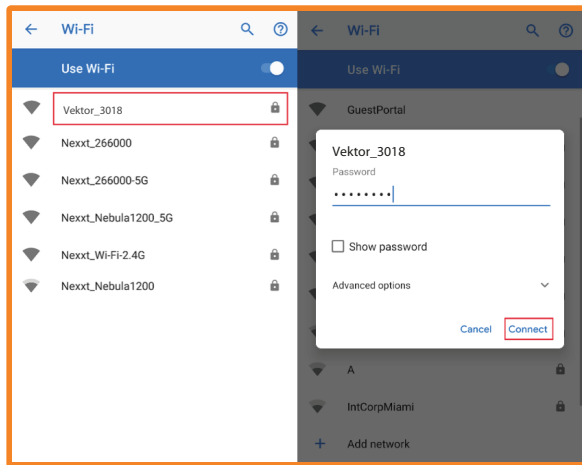 Wi-Fi
Use Wi-Fi
Vektor_3018
Nexxt_266000
Nexxt_266000-5G
Nexxt_Nebula1200_5G
Nexxt_Wi-Fi-2.4G
Nexxt_Nebula1200
Wi-Fi
Use Wi-Fi
GuestPortal
Vektor_3018
Password
Show password
Advanced options
Cancel Connect
A
IntCorpMiami
Add network